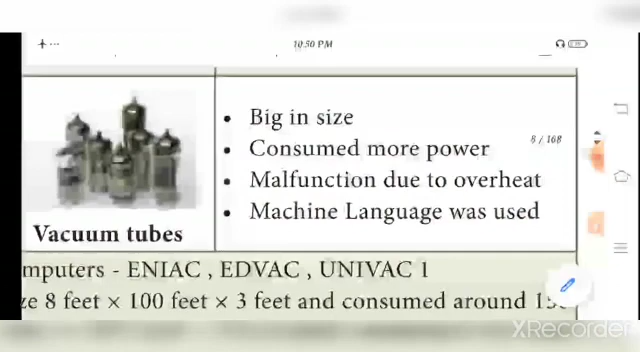 10:50 PM
• Big in size
• Consumed more power
8 / 168
• Malfunction due to overheat
• Machine Language was used
Vacuum tubes
mputers - ENIAC , EDVAC , UNIVAC 1
ze 8 feet × 100 feet × 3 feet and consumed around
XRecorder